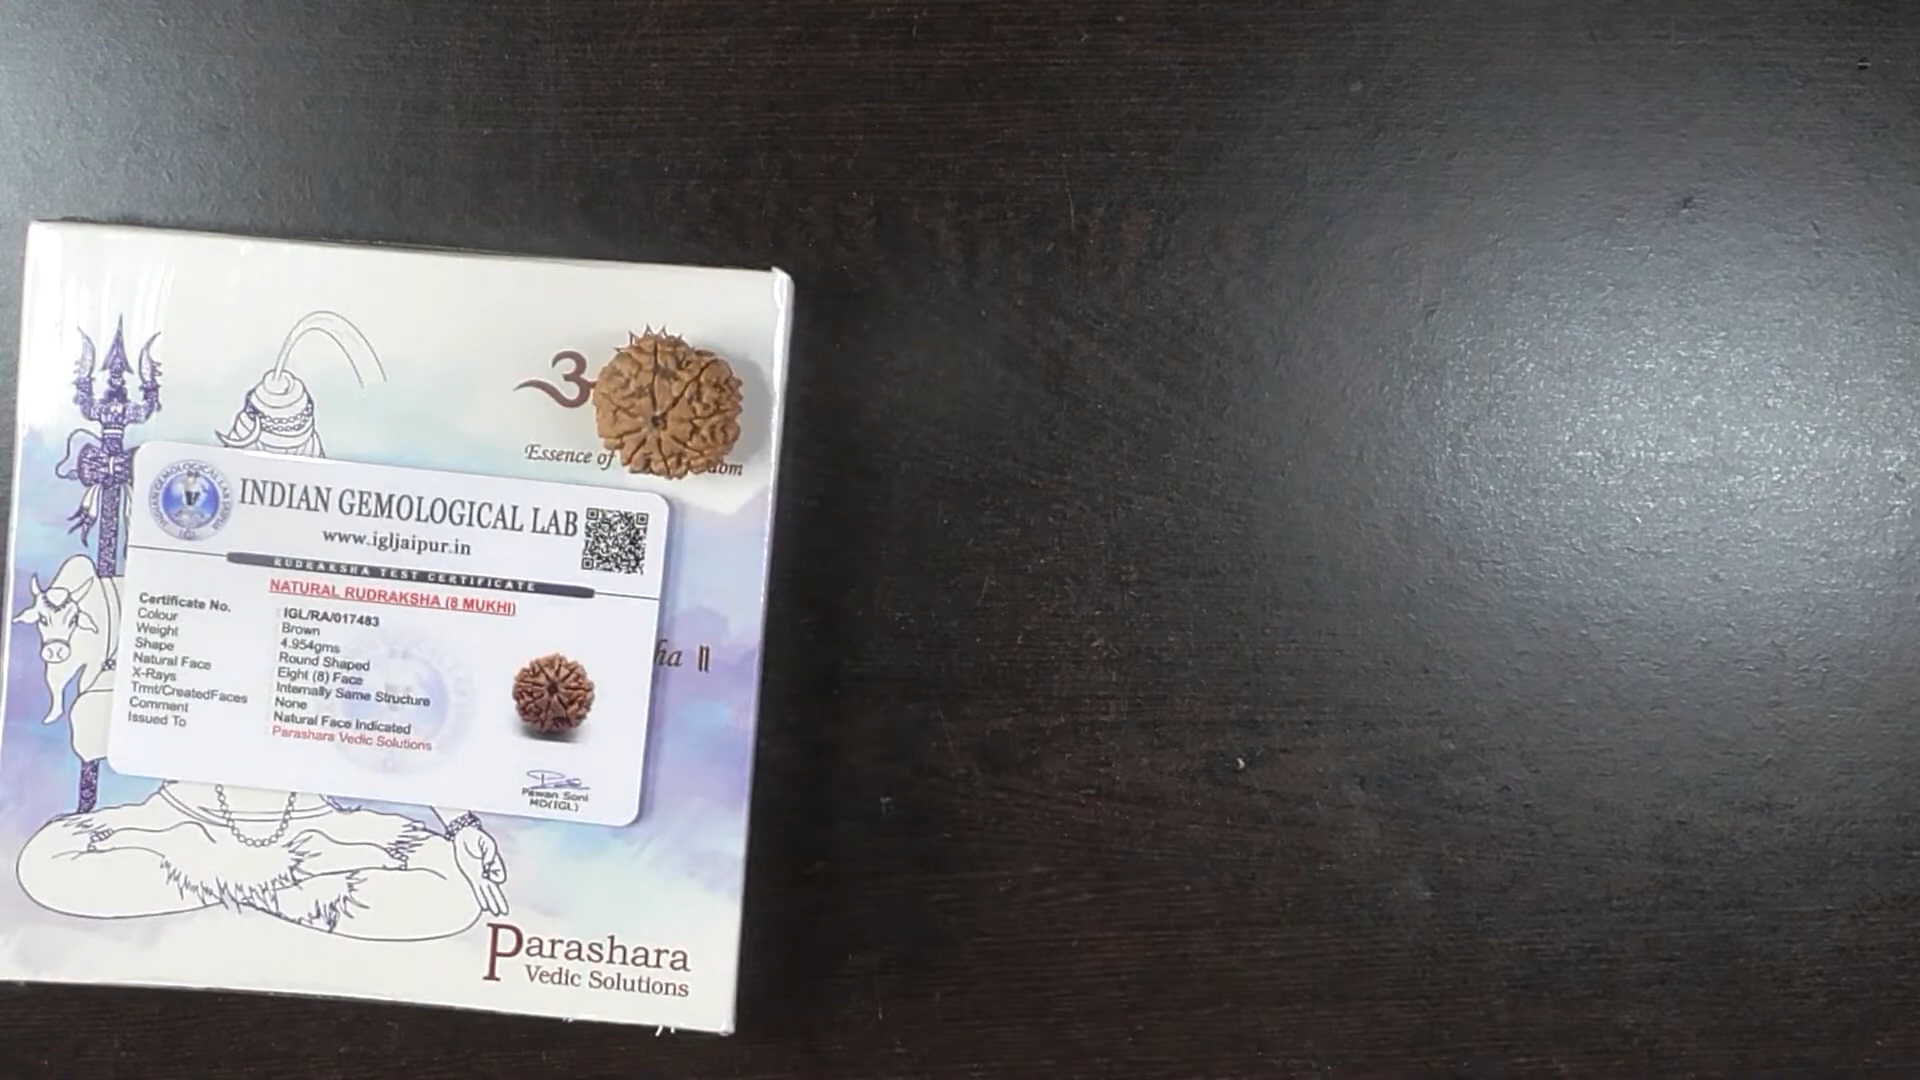 Essence of
INDIAN GEMOLOGICAL LAB
www.igljaipur.in
RUDRAKSHA TEST CERTIFICATE
NATURAL RUDRAKSHA (8 MUKHI)
Certificate No. : IGL/RA/017483
Colour : Brown
Weight : 4.954gms
Shape : Round Shaped
Natural Face : Eight (8) Face
X-Rays : Internally Same Structure
Trmt/CreatedFaces : None
Comment : Natural Face Indicated
Issued To : Parashara Vedic Solutions
Pawan Soni
MD(IGL)
Parashara
Vedic Solutions